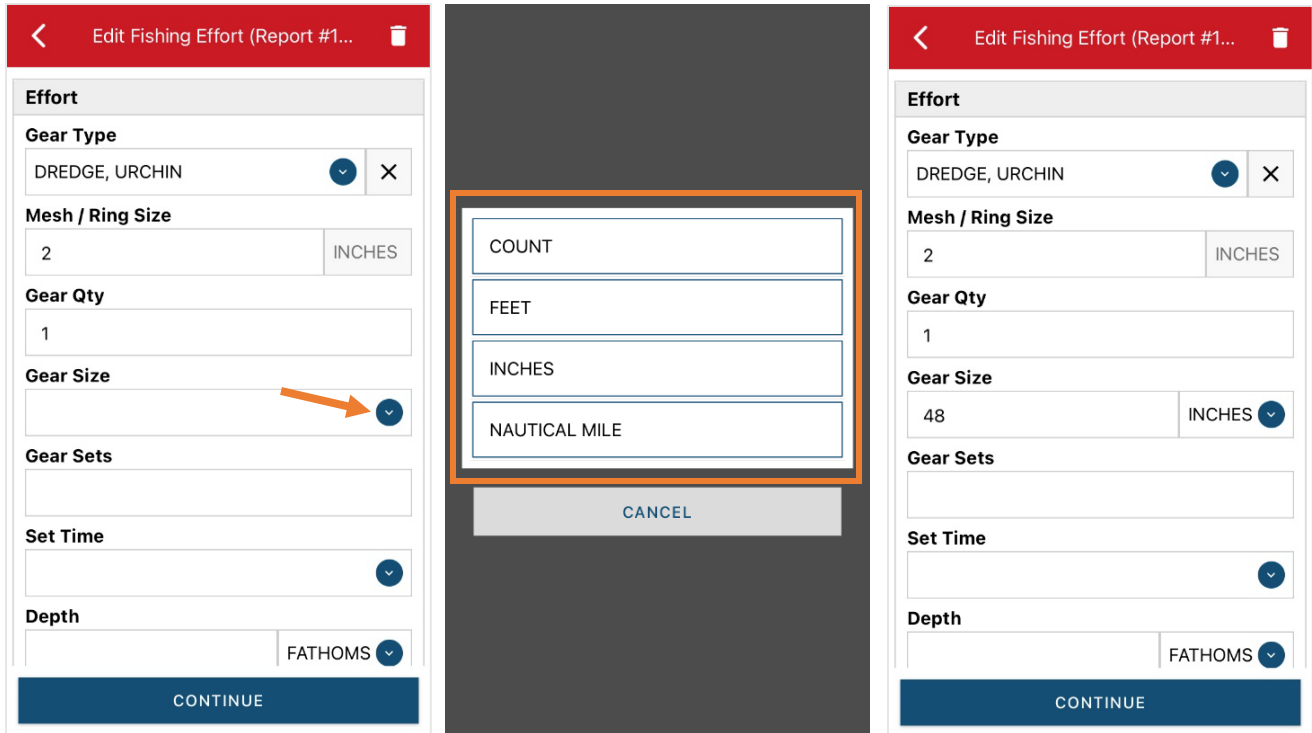 Edit Fishing Effort (Report #1...
Effort
Gear Type
DREDGE, URCHIN
Mesh / Ring Size
2 INCHES
Gear Qty
1
Gear Size
Gear Sets
Set Time
Depth
FATHOMS
CONTINUE
COUNT
FEET
INCHES
NAUTICAL MILE
CANCEL
Edit Fishing Effort (Report #1...
Effort
Gear Type
DREDGE, URCHIN
Mesh / Ring Size
2 INCHES
Gear Qty
1
Gear Size
48 INCHES
Gear Sets
Set Time
Depth
FATHOMS
CONTINUE